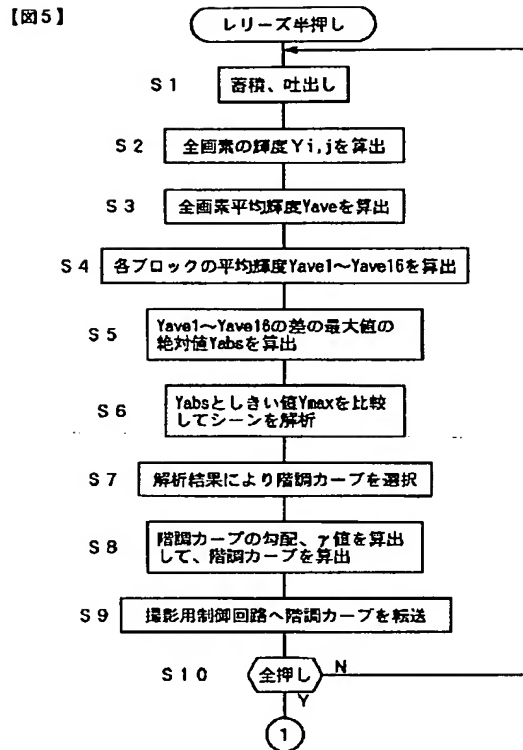 【図5】
レリーズ半押し
S1 蓄積、吐出し
S2 全画素の輝度Yi,jを算出
S3 全画素平均輝度Yaveを算出
S4 各ブロックの平均輝度Yave1~Yave16を算出
S5 Yave1~Yave16の差の最大値の
絶対値Yabsを算出
S6 Yabsとしきい値Ymaxを比較
してシーンを解析
S7 解析結果により階調カーブを選択
S8 階調カーブの勾配、γ値を算出
して、階調カーブを算出
S9 撮影用制御回路へ階調カーブを転送
S10 全押し N
Y
1